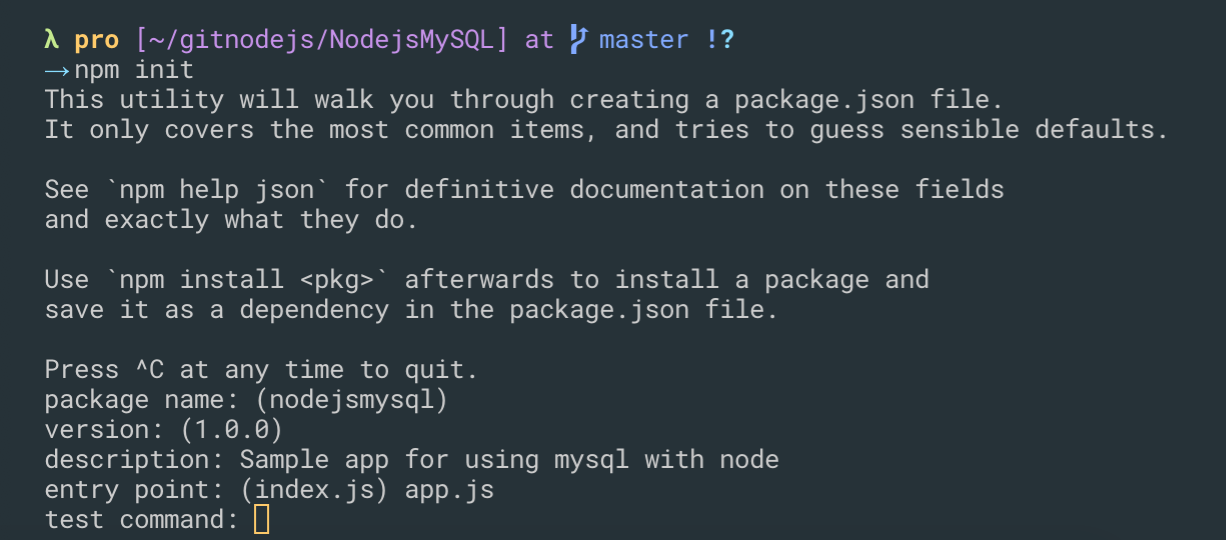 λ pro [~/gitnodejs/NodejsMySQL] at master !?
→npm init
This utility will walk you through creating a package.json file.
It only covers the most common items, and tries to guess sensible defaults.
See `npm help json` for definitive documentation on these fields
and exactly what they do.
Use `npm install <pkg>` afterwards to install a package and
save it as a dependency in the package.json file.
Press ^C at any time to quit.
package name: (nodejsmysql)
version: (1.0.0)
description: Sample app for using mysql with node
entry point: (index.js) app.js
test command: